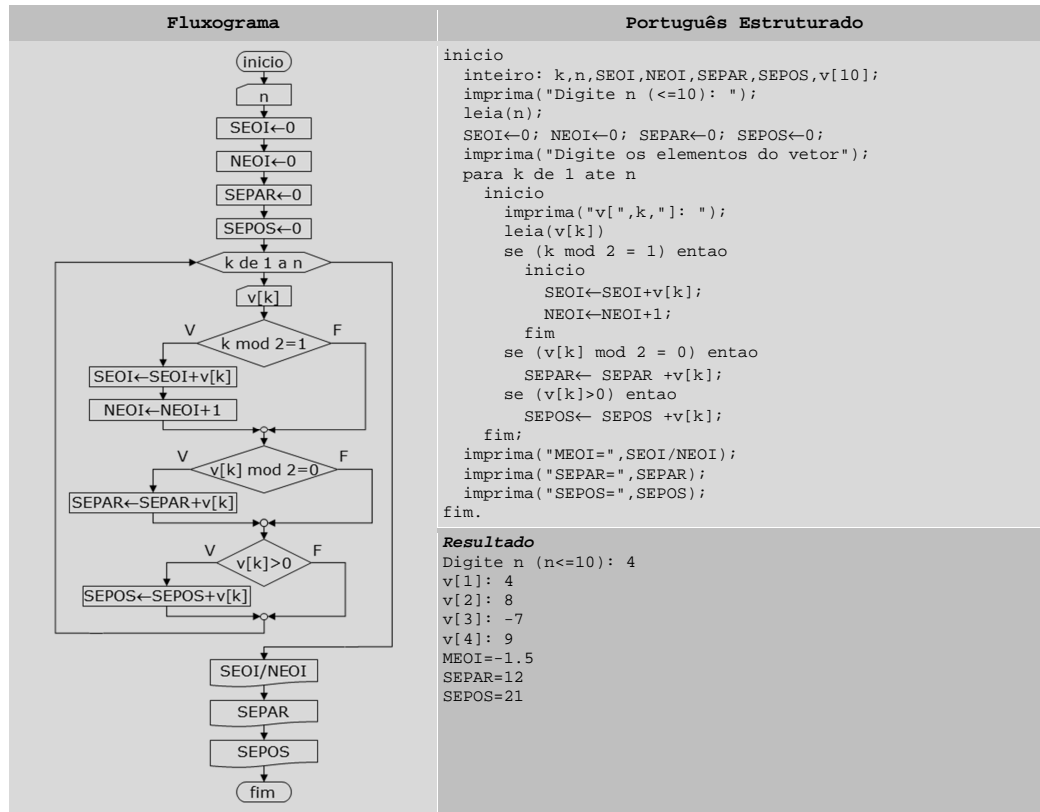 Fluxograma
início
n
SEOI←0
NEOI←0
SEPAR←0
SEPOS←0
k de 1 a n
v[k]
V
k mod 2=1
F
SEOI←SEOI+v[k]
NEOI←NEOI+1
V
v[k] mod 2=0
F
SEPAR←SEPAR+v[k]
V
v[k]>0
F
SEPOS←SEPOS+v[k]
SEOI/NEOI
SEPAR
SEPOS
fim
Português Estruturado
inicio
inteiro: k,n,SEOI,NEOI,SEPAR,SEPOS,v[10];
imprima("Digite n (<=10): ");
leia(n);
SEOI←0; NEOI←0; SEPAR←0; SEPOS←0;
imprima("Digite os elementos do vetor");
para k de 1 ate n
inicio
imprima("v[",k,"]: ");
leia(v[k])
se (k mod 2 = 1) entao
inicio
SEOI←SEOI+v[k];
NEOI←NEOI+1;
fim
se (v[k] mod 2 = 0) entao
SEPAR← SEPAR +v[k];
se (v[k]>0) entao
SEPOS← SEPOS +v[k];
fim;
imprima("MEOI=",SEOI/NEOI);
imprima("SEPAR=",SEPAR);
imprima("SEPOS=",SEPOS);
fim.
Resultado
Digite n (n<=10): 4
v[1]: 4
v[2]: 8
v[3]: -7
v[4]: 9
MEOI=-1.5
SEPAR=12
SEPOS=21